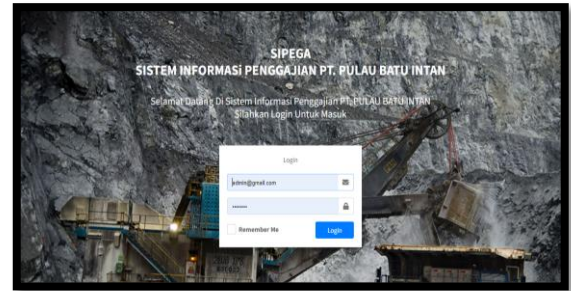 SIPEGA
SISTEM INFORMASi PENGGAJIAN PT. PULAU BATU INTAN
Selamat Datang Di Sistem Informasi Penggajian PT. PULAU BATU INTAN
Silahkan Login Untuk Masuk
Login
admin@gmail.com
Remember Me
Login